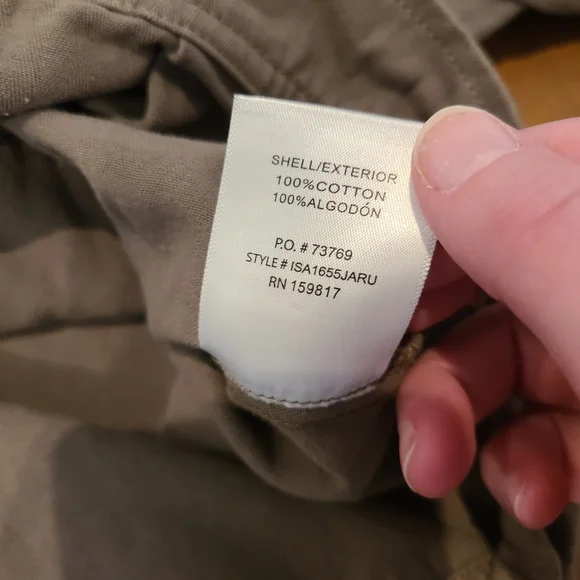 SHELL/EXTERIOR
100%COTTON
100%ALGODÓN
P.O. # 73769
STYLE # ISA1655JARU
RN 159817